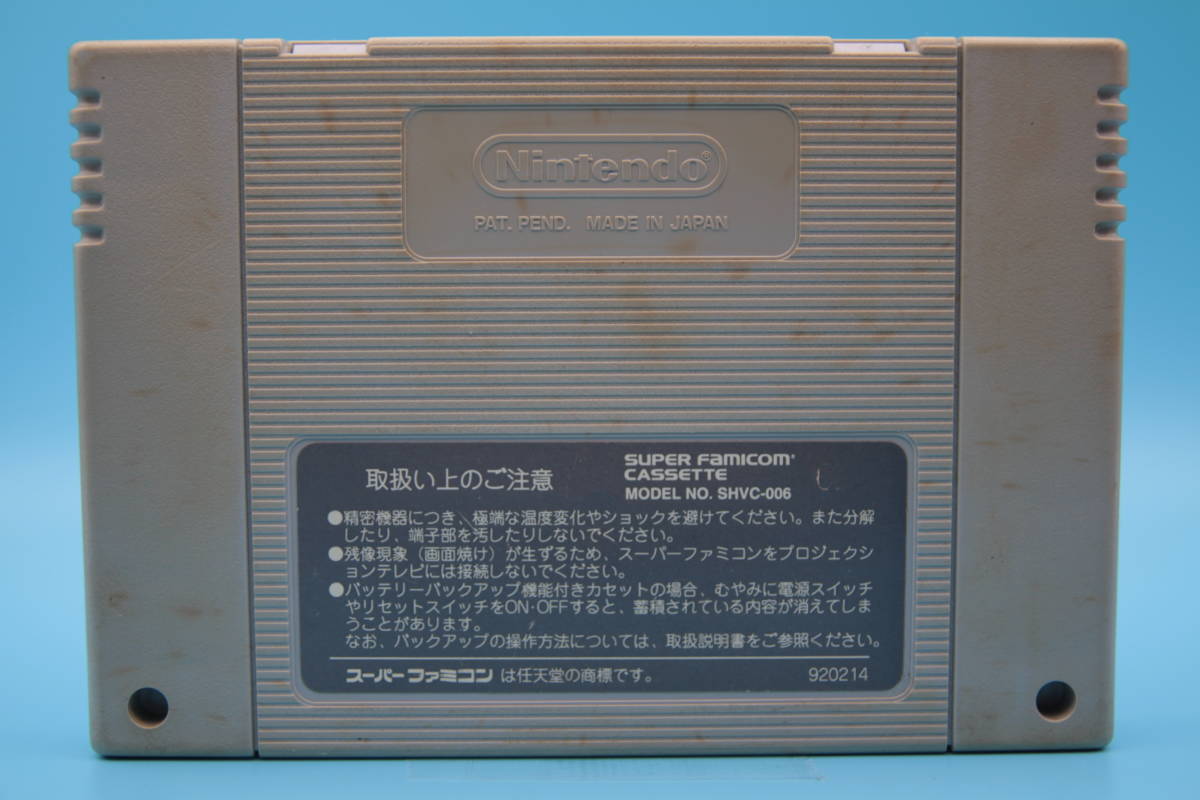 Nintendo®
PAT. PEND. MADE IN JAPAN
取扱い上のご注意
SUPER FAMICOM
CASSETTE
MODEL NO. SHVC-006
●精密機器につき、極端な温度変化やショックを避けてください。また分解
したり、端子部を汚したりしないでください。
●残像現象（画面焼け）が生ずるため、スーパーファミコンをプロジェクシ
ョンテレビには接続しないでください。
●バッテリーバックアップ機能付きカセットの場合、むやみに電源スイッチ
やリセットスイッチをON・OFFすると、蓄積されている内容が消えてしま
うことがあります。
なお、バックアップの操作方法については、取扱説明書をご参照ください。
スーパーファミコン は任天堂の商標です。
920214